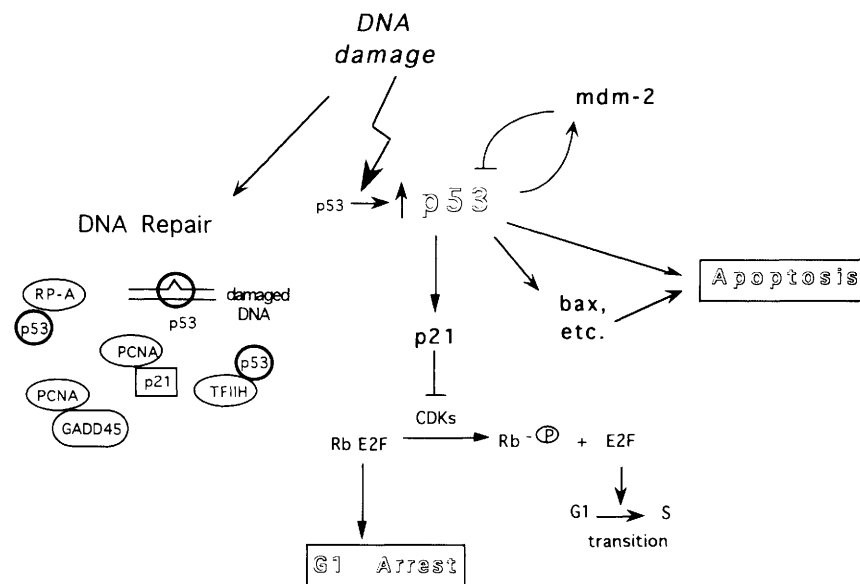 DNA
damage
mdm-2
p53
p53
DNA Repair
Apoptosis
RP-A
p53
damaged
DNA
p53
bax,
etc.
p21
PCNA
p21
p53
TFIIH
PCNA
GADD45
CDKs
Rb E2F
Rb - P + E2F
G1 S
transition
G1 Arrest